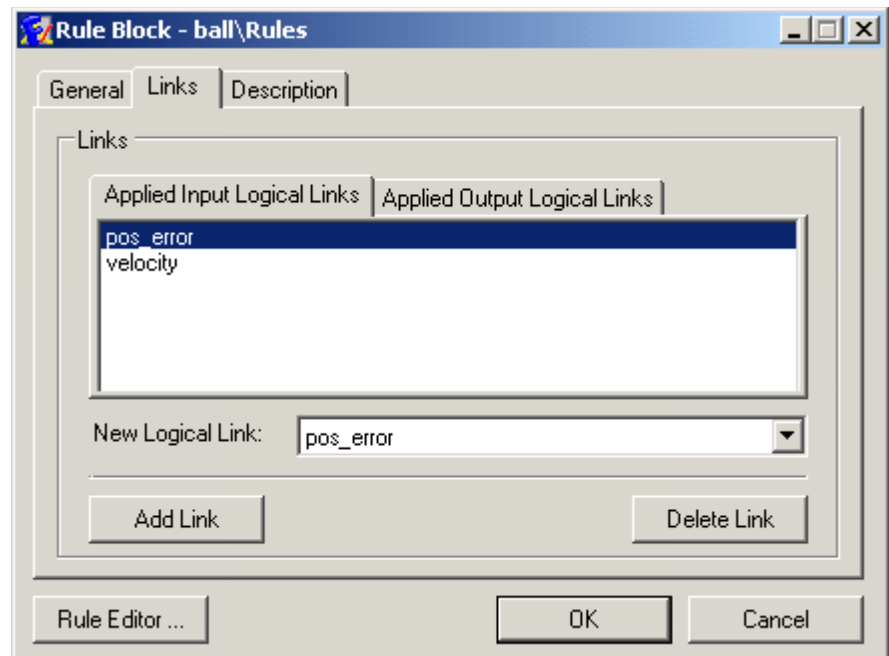 Rule Block - ball\Rules
General Links Description
Links
Applied Input Logical Links Applied Output Logical Links
pos_error
velocity
New Logical Link: pos_error
Add Link Delete Link
Rule Editor ... OK Cancel